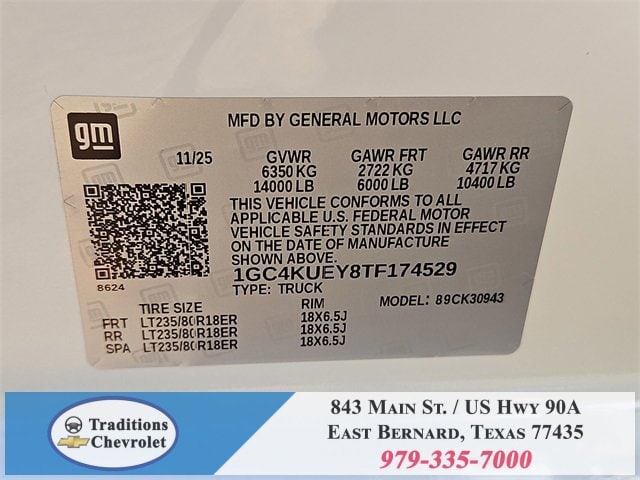 gm
MFD BY GENERAL MOTORS LLC
11/25 GVWR GAWR FRT GAWR RR
6350 KG 2722 KG 4717 KG
14000 LB 6000 LB 10400 LB
THIS VEHICLE CONFORMS TO ALL
APPLICABLE U.S. FEDERAL MOTOR
VEHICLE SAFETY STANDARDS IN EFFECT
ON THE DATE OF MANUFACTURE
SHOWN ABOVE.
1GC4KUEY8TF174529
8624
TYPE: TRUCK MODEL: 89CK30943
TIRE SIZE RIM
FRT LT235/80R18ER 18X6.5J
RR LT235/80R18ER 18X6.5J
SPA LT235/80R18ER 18X6.5J
Traditions
Chevrolet
843 Main St. / US Hwy 90A
East Bernard, Texas 77435
979-335-7000